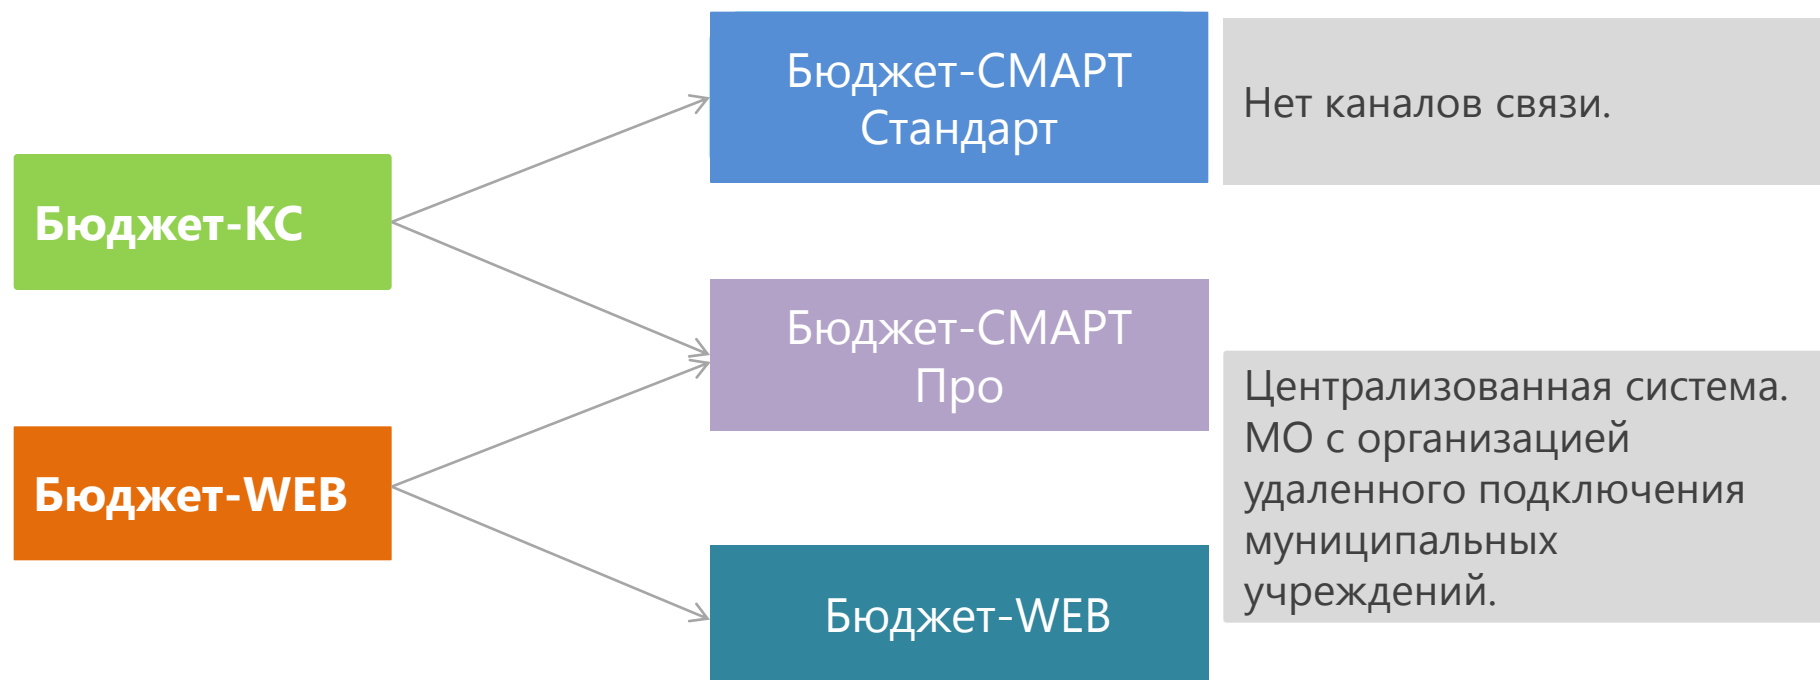 Бюджет-КС
Бюджет-WEB
Бюджет-СМАРТ
Стандарт
Нет каналов связи.
Бюджет-СМАРТ
Про
Бюджет-WEB
Централизованная система.
МО с организацией
удаленного подключения
муниципальных
учреждений.